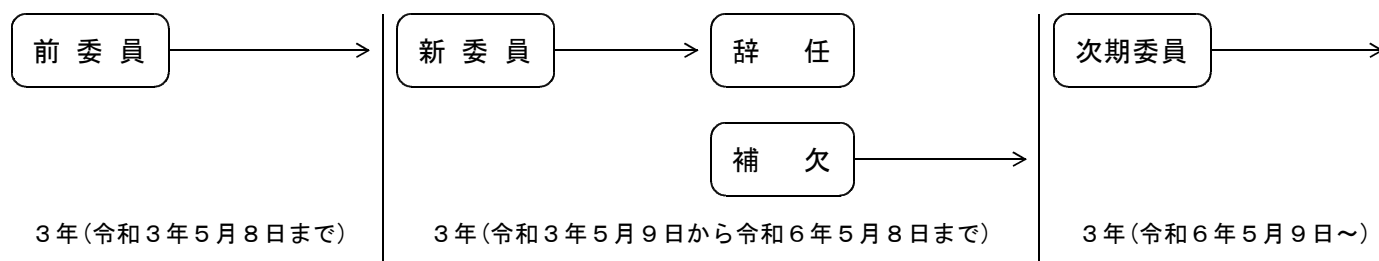 前委員
新委員
辞任
次期委員
補欠
3年(令和3年5月8日まで)
3年(令和3年5月9日から令和6年5月8日まで)
3年(令和6年5月9日～)